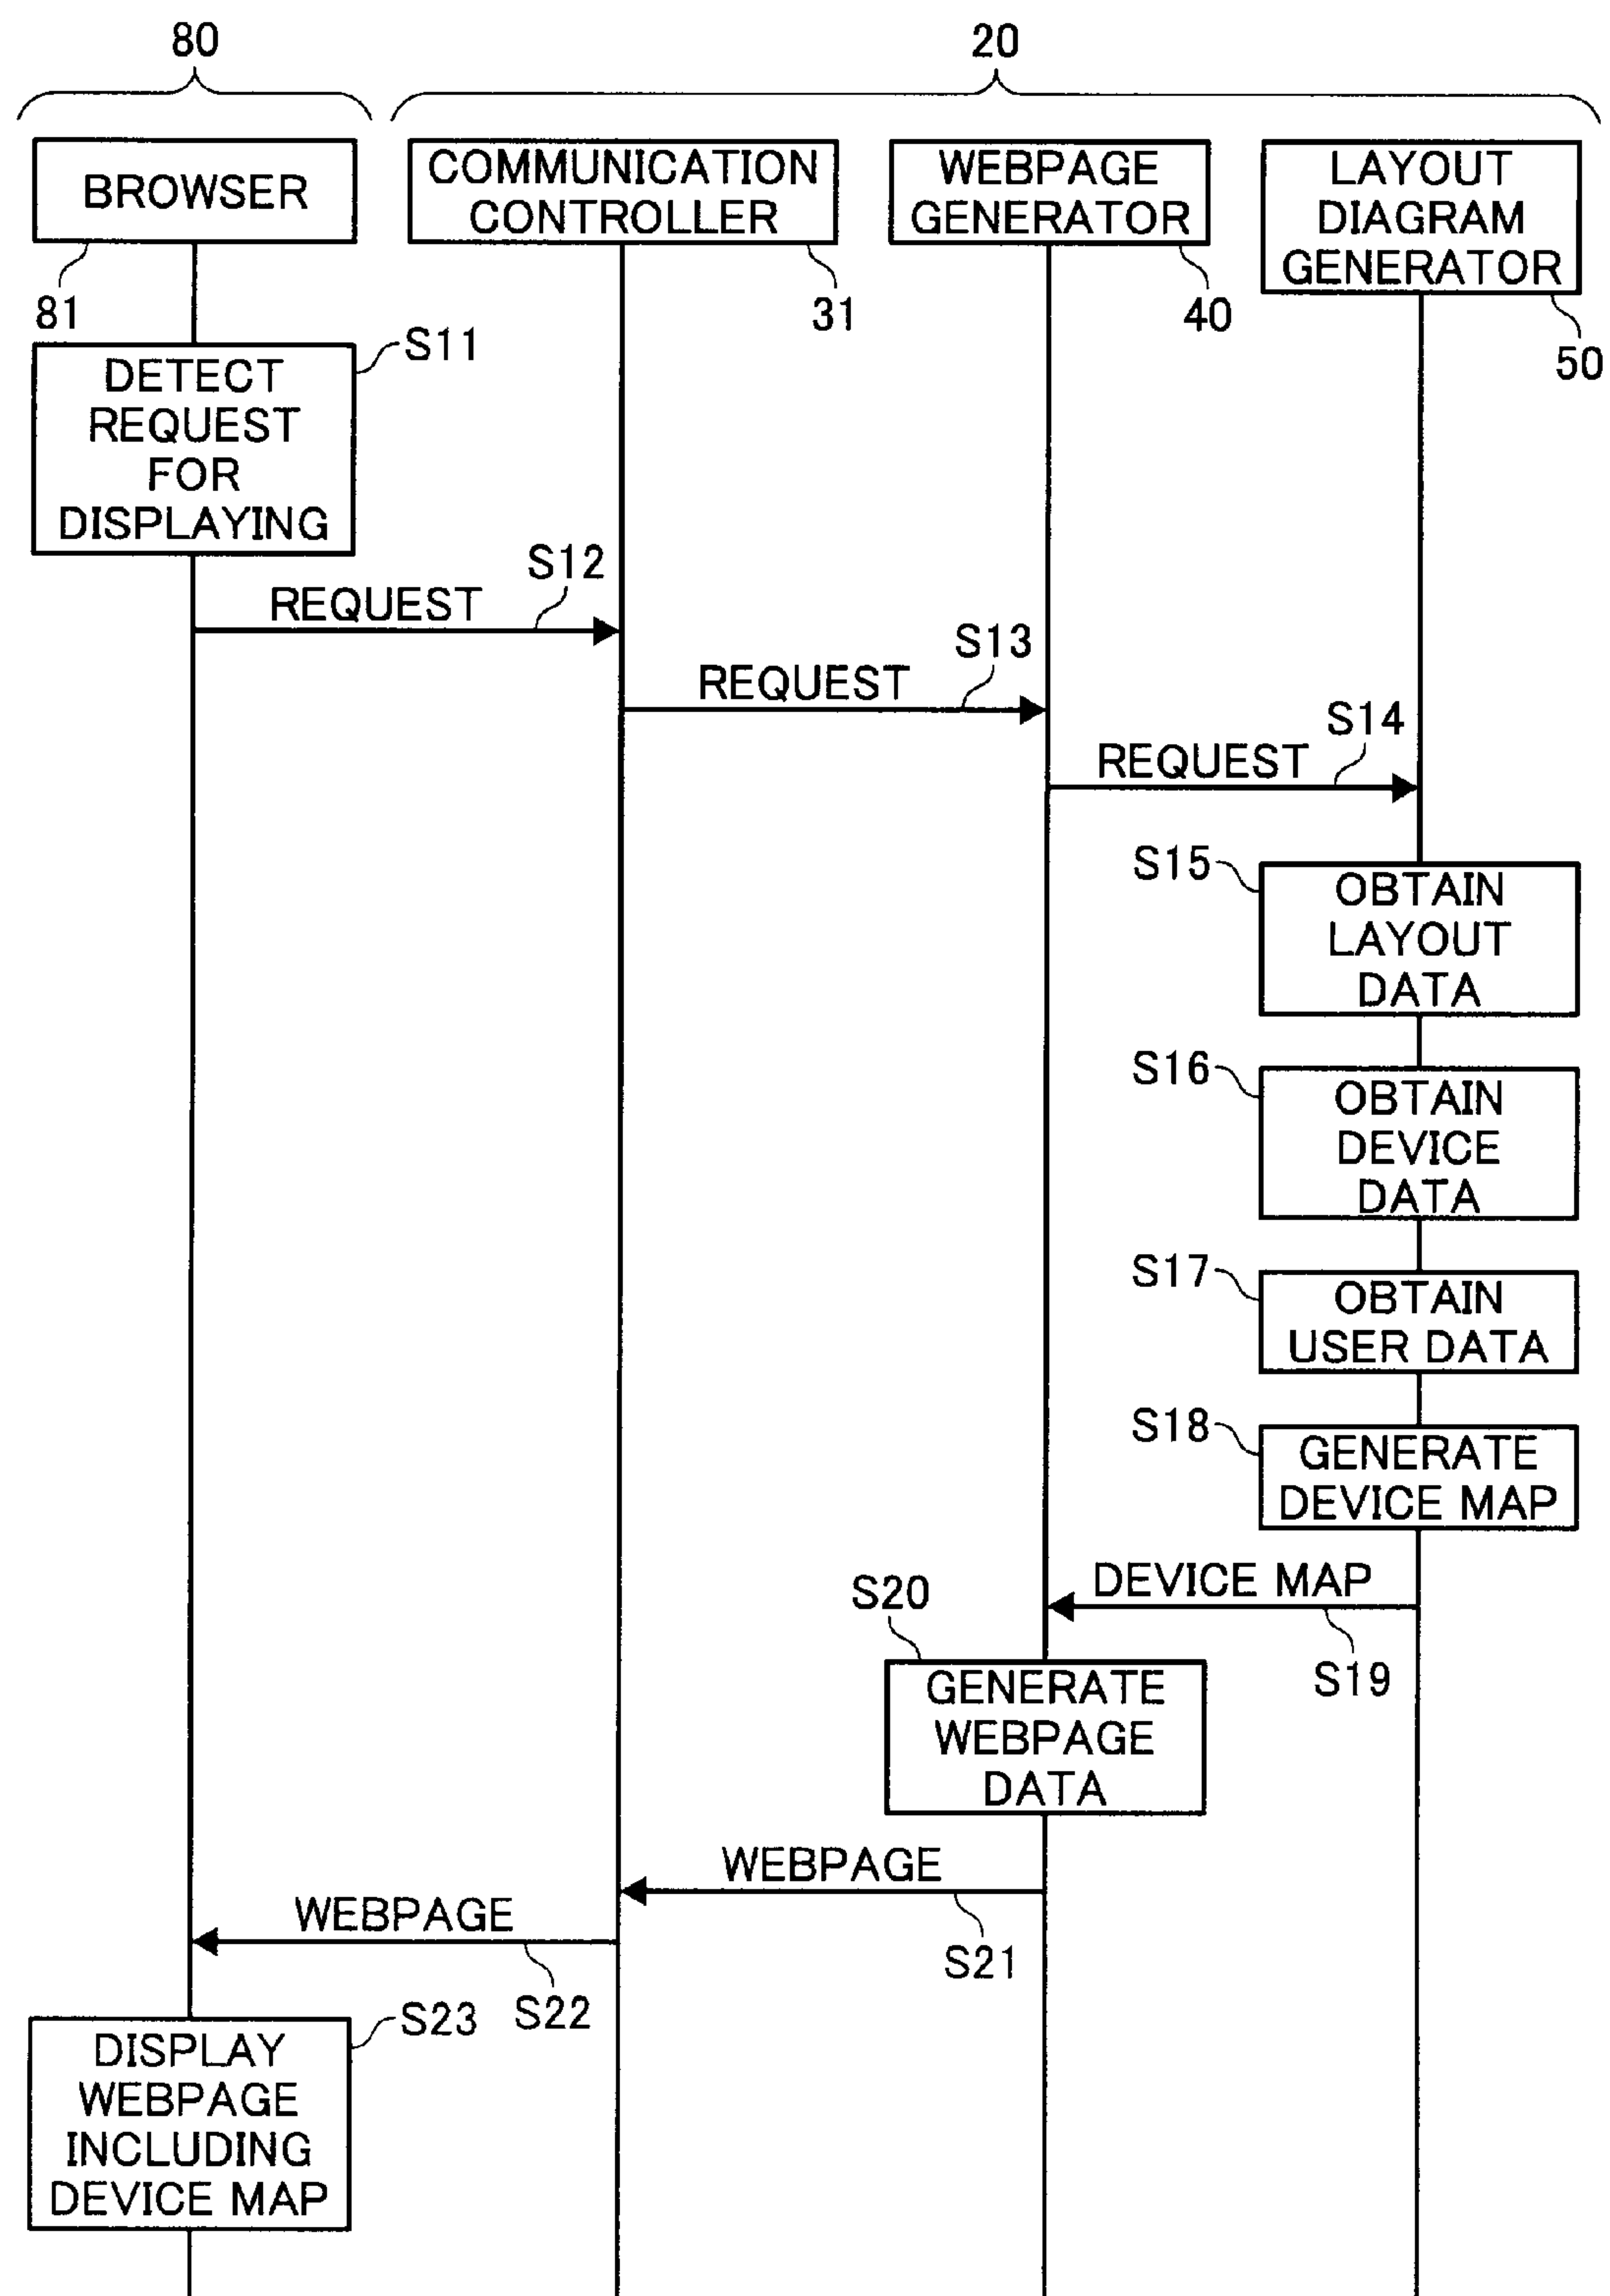 80
20
BROWSER
COMMUNICATION
CONTROLLER
WEBPAGE
GENERATOR
LAYOUT
DIAGRAM
GENERATOR
81
31
40
50
S11
DETECT
REQUEST
FOR
DISPLAYING
S12
REQUEST
S13
REQUEST
S14
REQUEST
S15
OBTAIN
LAYOUT
DATA
S16
OBTAIN
DEVICE
DATA
S17
OBTAIN
USER DATA
S18
GENERATE
DEVICE MAP
DEVICE MAP
S19
S20
GENERATE
WEBPAGE
DATA
WEBPAGE
S21
WEBPAGE
S22
S23
DISPLAY
WEBPAGE
INCLUDING
DEVICE MAP